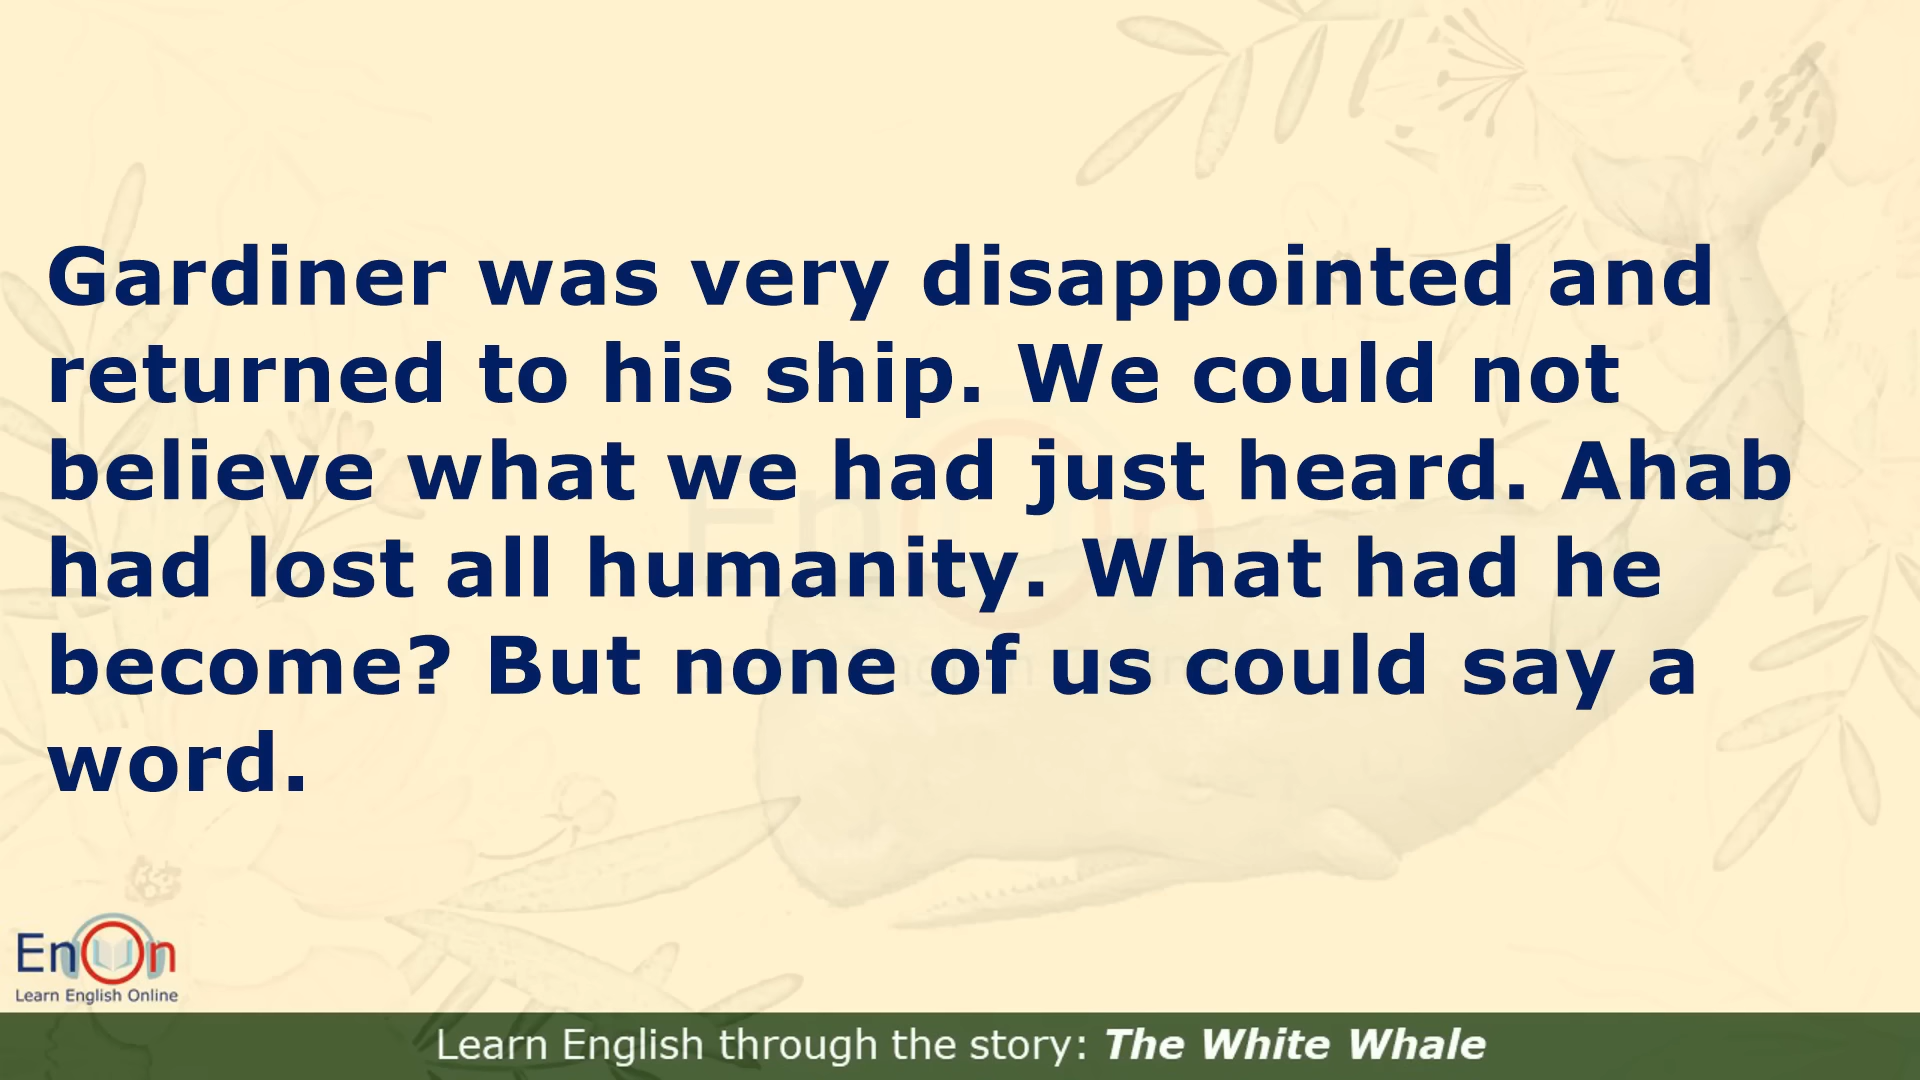 Gardiner was very disappointed and
returned to his ship. We could not
believe what we had just heard. Ahab
had lost all humanity. What had he
become? But none of us could say a
word.
EnOn
Learn English Online
Learn English through the story: The White Whale